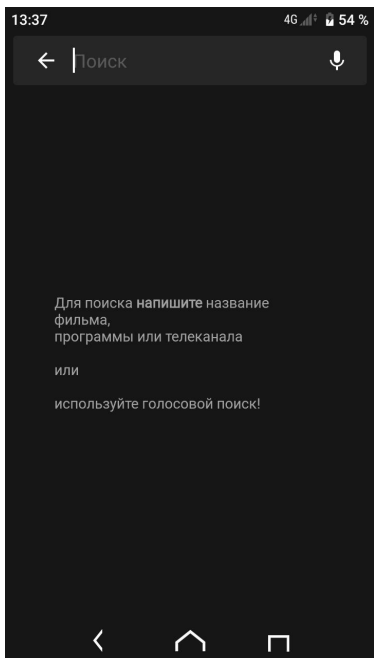 13:37 4G 54 %
Поиск
Для поиска напишите название
фильма,
программы или телеканала
или
используйте голосовой поиск!